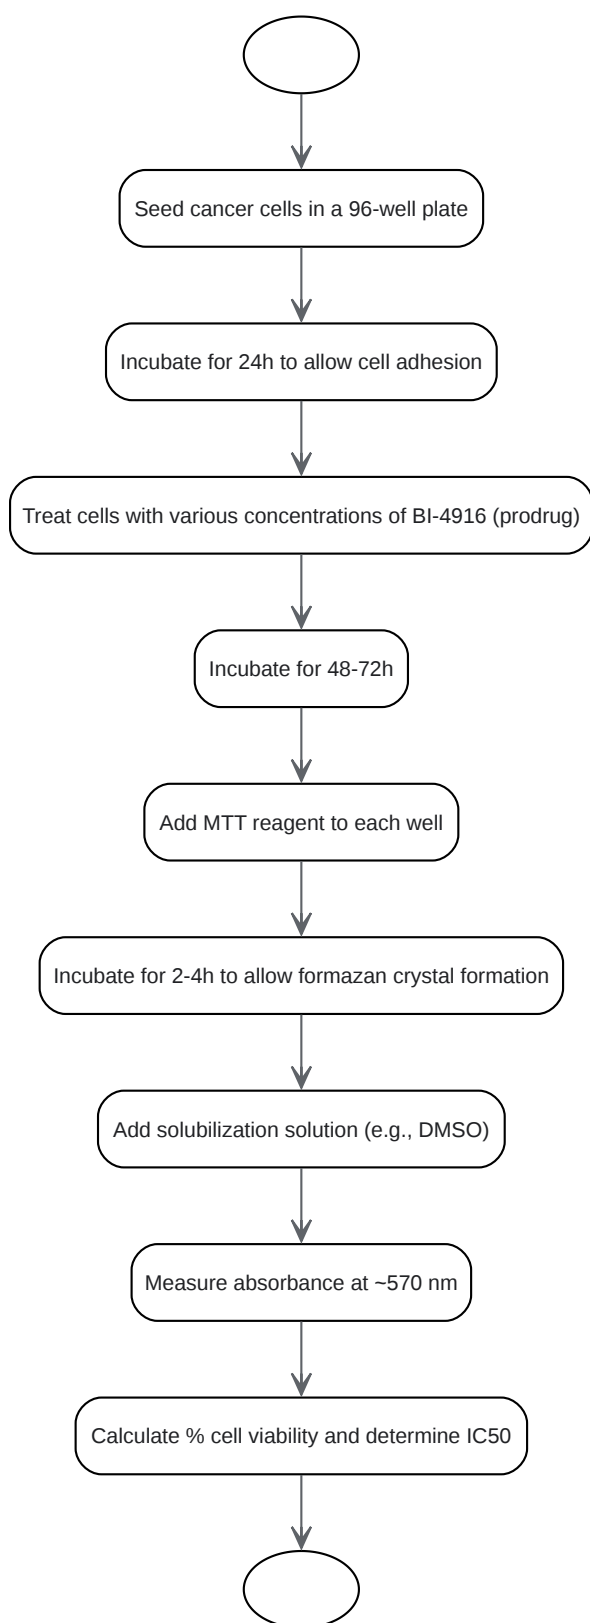 Seed cancer cells in a 96-well plate
Incubate for 24h to allow cell adhesion
Treat cells with various concentrations of BI-4916 (prodrug)
Incubate for 48-72h
Add MTT reagent to each well
Incubate for 2-4h to allow formazan crystal formation
Add solubilization solution (e.g., DMSO)
Measure absorbance at ~570 nm
Calculate % cell viability and determine IC50